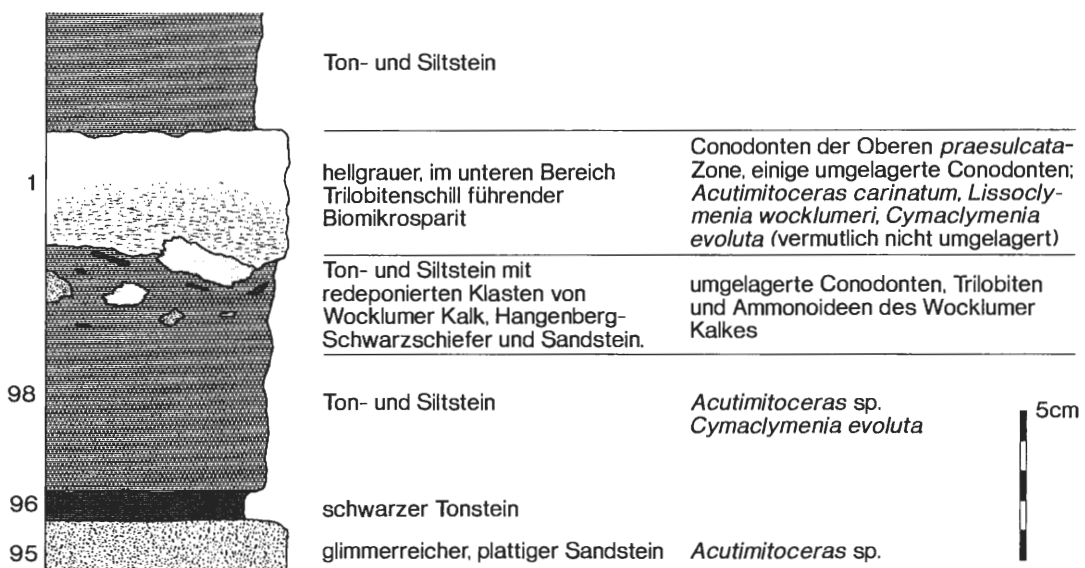 Ton- und Siltstein
1
hellgrauer, im unteren Bereich
Trilobitenschill führender
Biomikrosparit
Conodonten der Oberen praesulcata-
Zone, einige umgelagerte Conodonten;
Acutimitoceras carinatum, Lissocly-
menia wocklumeri, Cymaclymenia
evoluta (vermutlich nicht umgelagert)
Ton- und Siltstein mit
redeponierten Klasten von
Wocklumer Kalk, Hangenberg-
Schwarzschiefer und Sandstein.
umgelagerte Conodonten, Trilobiten
und Ammonoideen des Wocklumer
Kalkes
98
Ton- und Siltstein
Acutimitoceras sp.
Cymaclymenia evoluta
5cm
96
schwarzer Tonstein
95
glimmerreicher, plattiger Sandstein
Acutimitoceras sp.